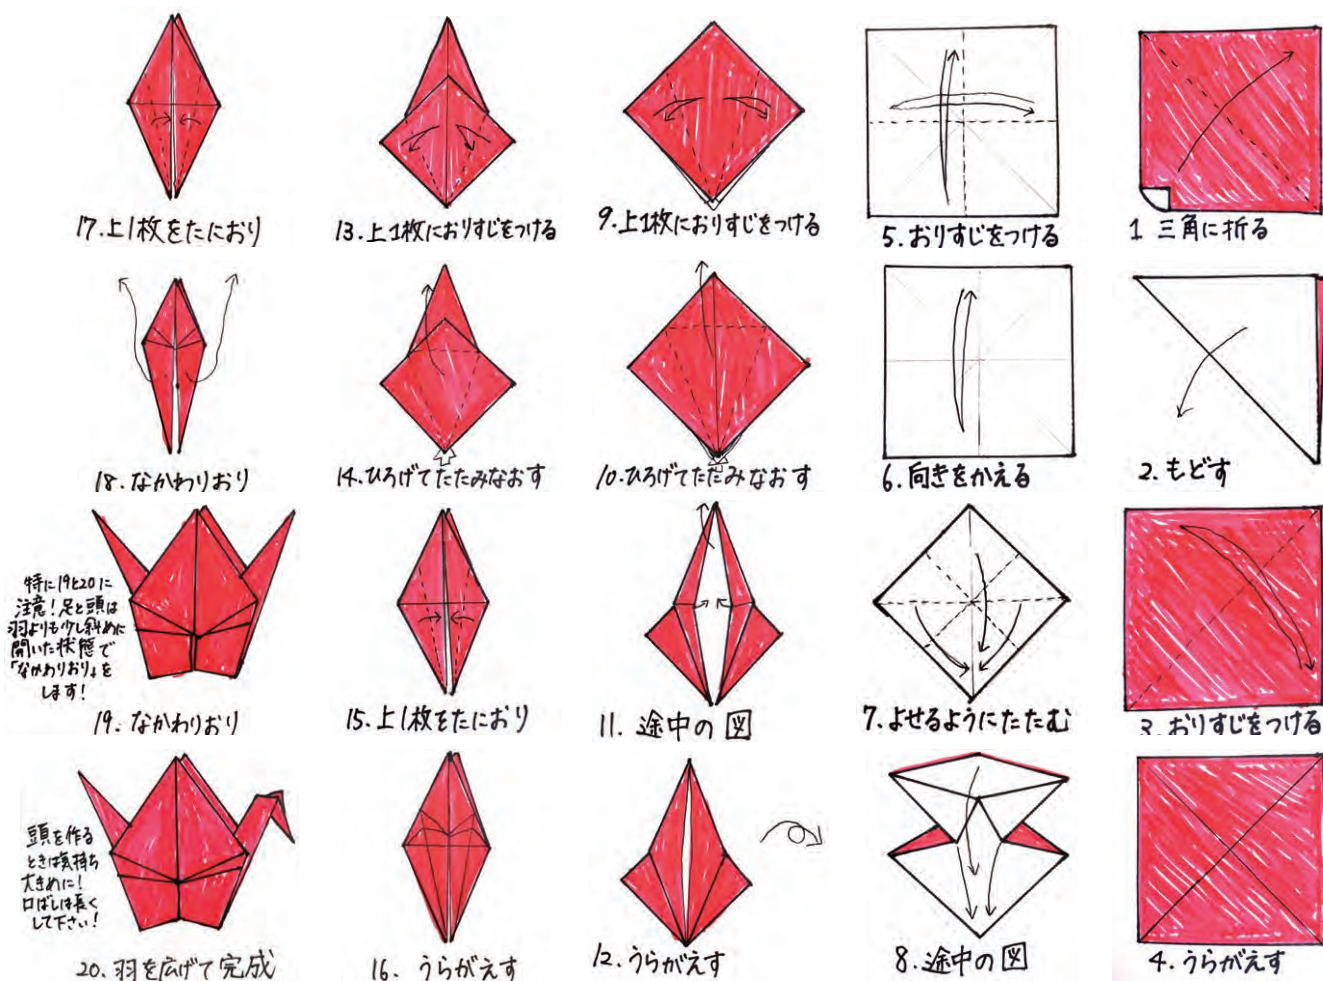 1 三角に折る
2.もどす
3.おりすじをつける
4.うらがえす
5.おりすじをつける
6.向きをかえる
7.よせるようにたたむ
8.途中の図
9.上1枚におりすじをつける
10.ひろげてたたみなおす
11.途中の図
12.うらがえす
13.上1枚におりすじをつける
14.ひろげてたたみなおす
15.上1枚をたにおり
16.うらがえす
17.上1枚をたにおり
18.なかわりおり
特に19と20に
注意!足と頭は
羽よりも少し斜めに
開いた状態で
「なかわりおり」を
します!
19.なかわりおり
頭を作る
ときは気持ち
大きめに!
口ばしは長く
して下さい!
20.羽を広げて完成